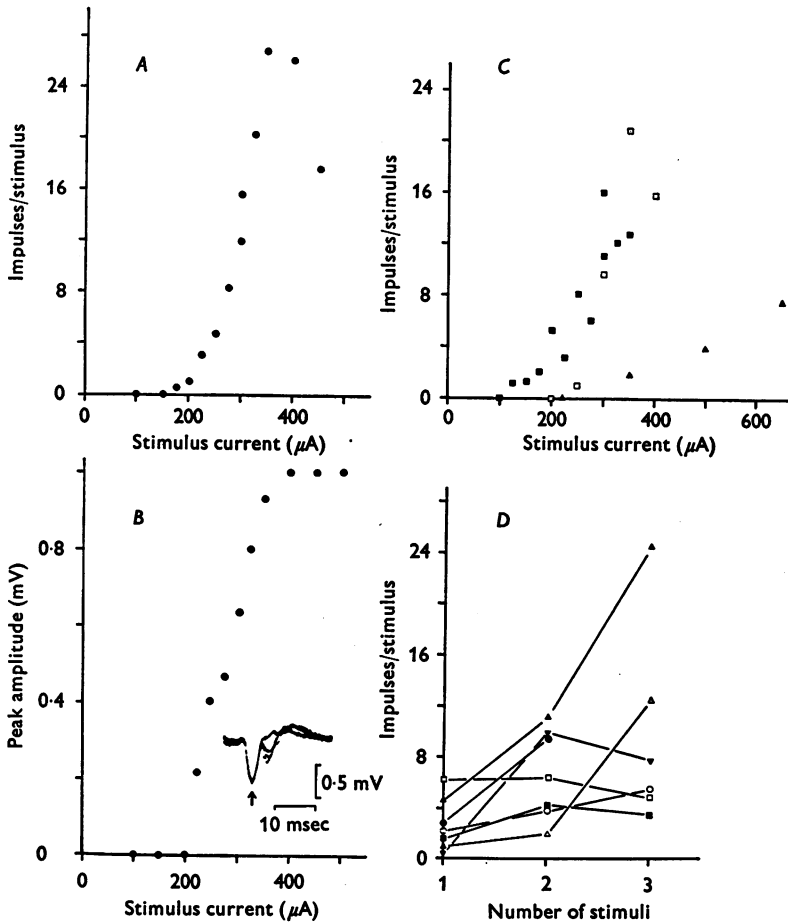 A
24
16
8
0
Impulses/stimulus
0
200
400
Stimulus current (μA)
C
24
16
8
0
Impulses/stimulus
0
200
400
600
Stimulus current (μA)
B
0·8
0·4
0
Peak amplitude (mV)
0·5 mV
10 msec
0
200
400
Stimulus current (μA)
D
24
16
8
0
Impulses/stimulus
1
2
3
Number of stimuli